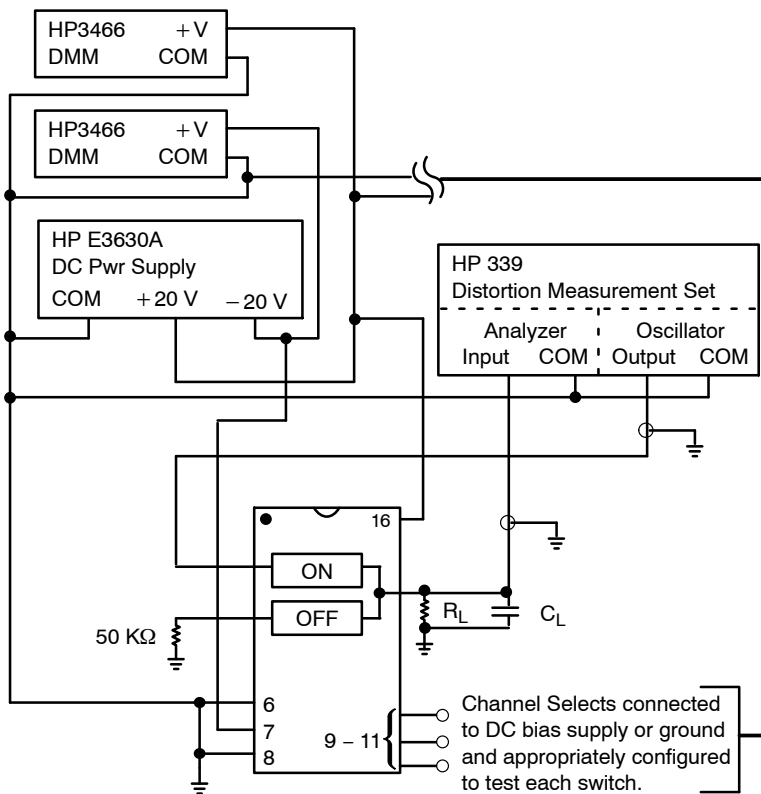 HP3466 +V
DMM COM
HP3466 +V
DMM COM
HP E3630A
DC Pwr Supply
COM +20 V −20 V
HP 339
Distortion Measurement Set
Analyzer Oscillator
Input COM Output COM
16
ON
OFF
50 KΩ
RL CL
6
7
8
9 − 11
Channel Selects connected
to DC bias supply or ground
and appropriately configured
to test each switch.